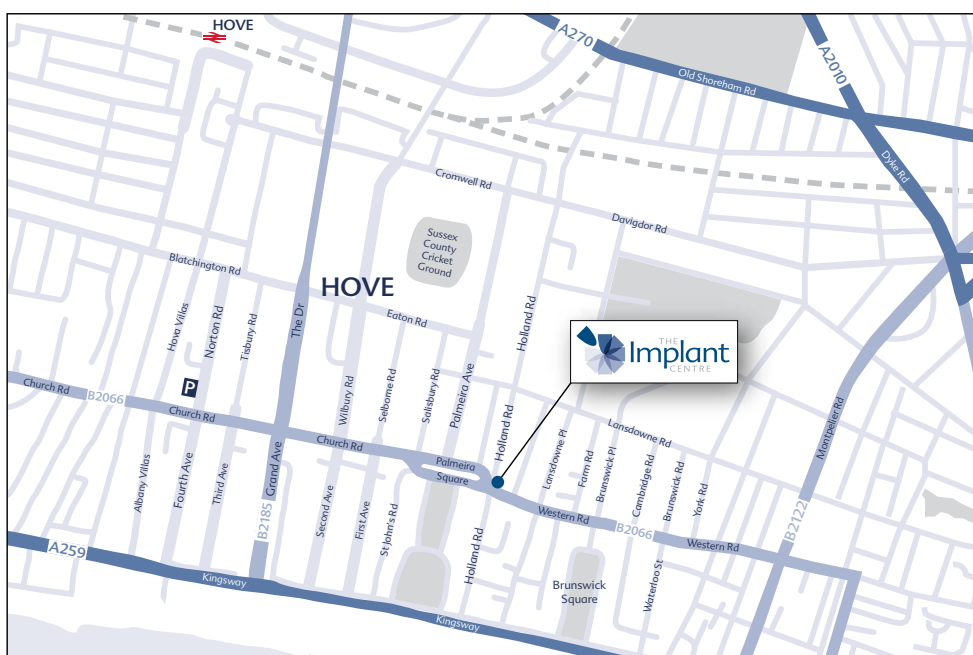 HOVE
A270
A2010
Old Shoreham Rd
Dyke Rd
Cromwell Rd
Davigdor Rd
Sussex
County
Cricket
Ground
Blatchington Rd
HOVE
Hova Villas
Norton Rd
Tisbury Rd
The Dr
Eaton Rd
Holland Rd
THE
Implant
CENTRE
P
Church Rd
B2066
Church Rd
Wilbury Rd
Selborne Rd
Salisbury Rd
Palmeira Ave
Holland Rd
Lansdowne Rd
Montpelier Rd
Church Rd
Palmeira
Square
Lansdowne Pl
Farm Rd
Brunswick Pl
Cambridge Rd
Brunswick Rd
York Rd
Albany Villas
Fourth Ave
Third Ave
Grand Ave
B2185
Second Ave
First Ave
St John's Rd
Holland Rd
Western Rd
B2066
Western Rd
B2122
A259
Kingsway
Brunswick
Square
Waterloo St
Kingsway